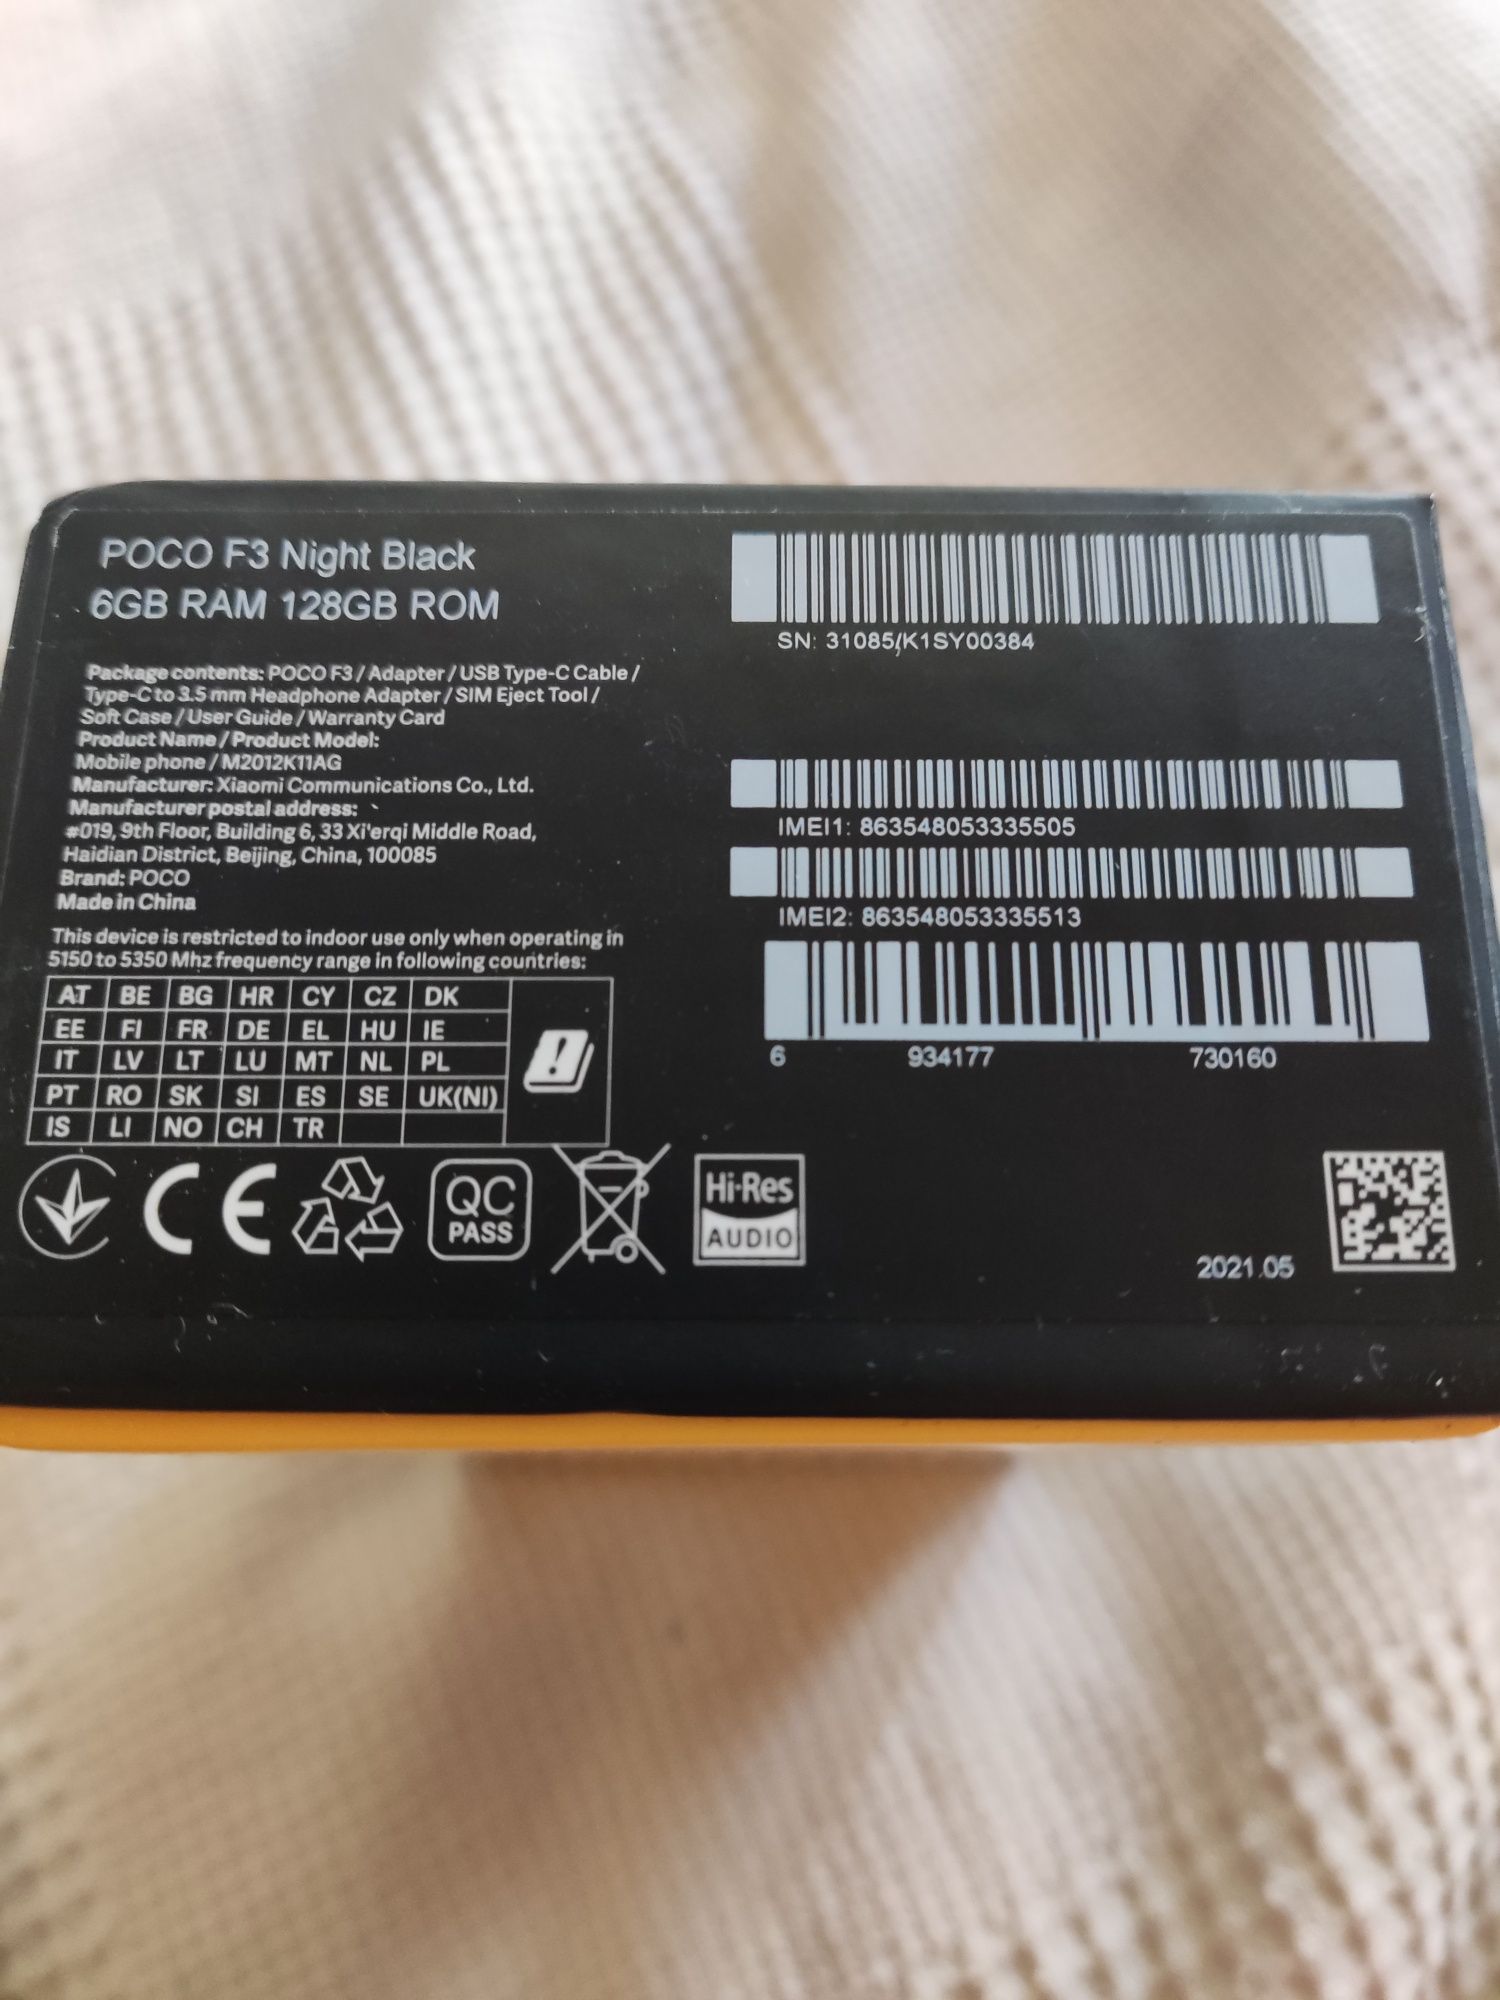 POCO F3 Night Black
6GB RAM 128GB ROM
Package contents: POCO F3 / Adapter / USB Type-C Cable /
Type-C to 3.5 mm Headphone Adapter / SIM Eject Tool /
Soft Case / User Guide / Warranty Card
Product Name / Product Model:
Mobile phone / M2012K11AG
Manufacturer: Xiaomi Communications Co., Ltd.
Manufacturer postal address:
#019, 9th Floor, Building 6, 33 Xi'erqi Middle Road,
Haidian District, Beijing, China, 100085
Brand: POCO
Made in China
This device is restricted to indoor use only when operating in
5150 to 5350 Mhz frequency range in following countries:
AT BE BG HR CY CZ DK
EE FI FR DE EL HU IE
IT LV LT LU MT NL PL
PT RO SK SI ES SE UK(NI)
IS LI NO CH TR
CE
QC
PASS
Hi-Res
AUDIO
SN: 31085/K1SY00384
IMEI1: 863548053335505
IMEI2: 863548053335513
6 934177 730160
2021.05